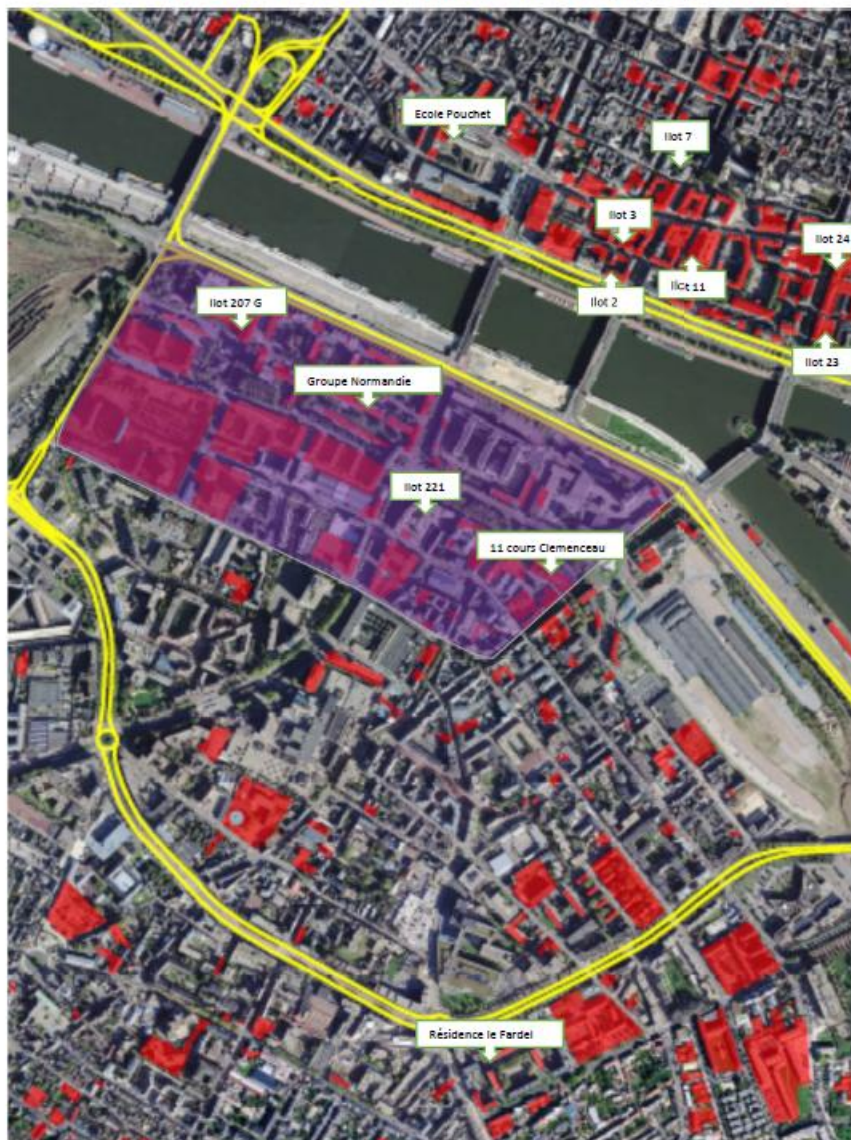 Ecole Pouchet
Ilot 7
Ilot 3
Ilot 24
Ilot 11
Ilot 2
Ilot 207 G
Ilot 23
Groupe Normandie
Ilot 221
11 cours Clemenceau
Résidence le Fardel